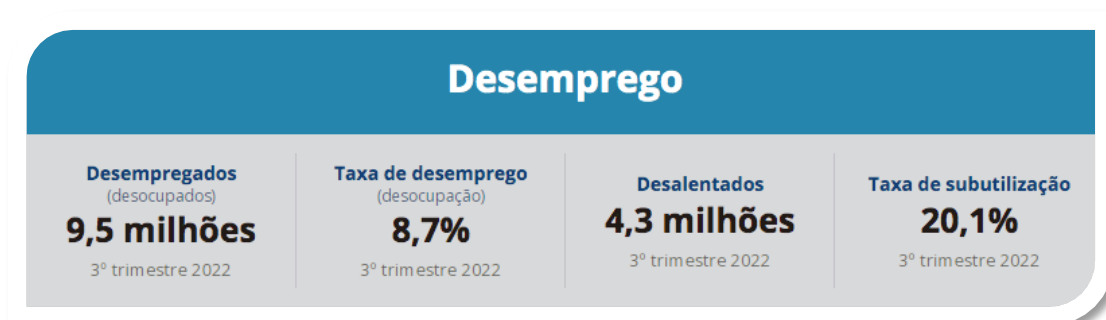 Desemprego
Desempregados
(desocupados)
9,5 milhões
3º trimestre 2022
Taxa de desemprego
(desocupação)
8,7%
3º trimestre 2022
Desalentados
4,3 milhões
3º trimestre 2022
Taxa de subutilização
20,1%
3º trimestre 2022